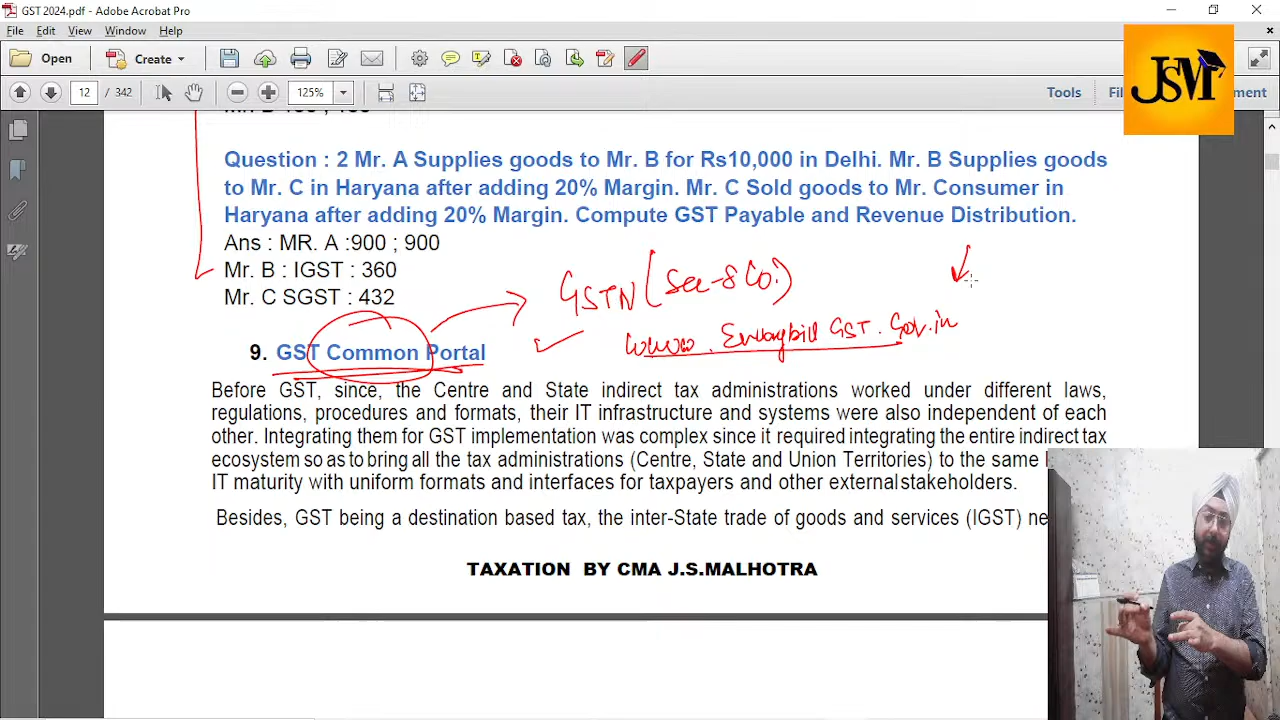 GST 2024.pdf - Adobe Acrobat Pro
File Edit View Window Help
Open Create
JSM
12 / 342 125% Tools Fil ment
Question : 2 Mr. A Supplies goods to Mr. B for Rs10,000 in Delhi. Mr. B Supplies goods
to Mr. C in Haryana after adding 20% Margin. Mr. C Sold goods to Mr. Consumer in
Haryana after adding 20% Margin. Compute GST Payable and Revenue Distribution.
Ans : MR. A :900 ; 900
Mr. B : IGST : 360
GSTN (Sec-8 Co.)
Mr. C SGST : 432
www. Ewaybill GST. Gov.in
9. GST Common Portal
Before GST, since, the Centre and State indirect tax administrations worked under different laws,
regulations, procedures and formats, their IT infrastructure and systems were also independent of each
other. Integrating them for GST implementation was complex since it required integrating the entire indirect tax
ecosystem so as to bring all the tax administrations (Centre, State and Union Territories) to the same
IT maturity with uniform formats and interfaces for taxpayers and other external stakeholders.
Besides, GST being a destination based tax, the inter-State trade of goods and services (IGST) ne
TAXATION BY CMA J.S.MALHOTRA